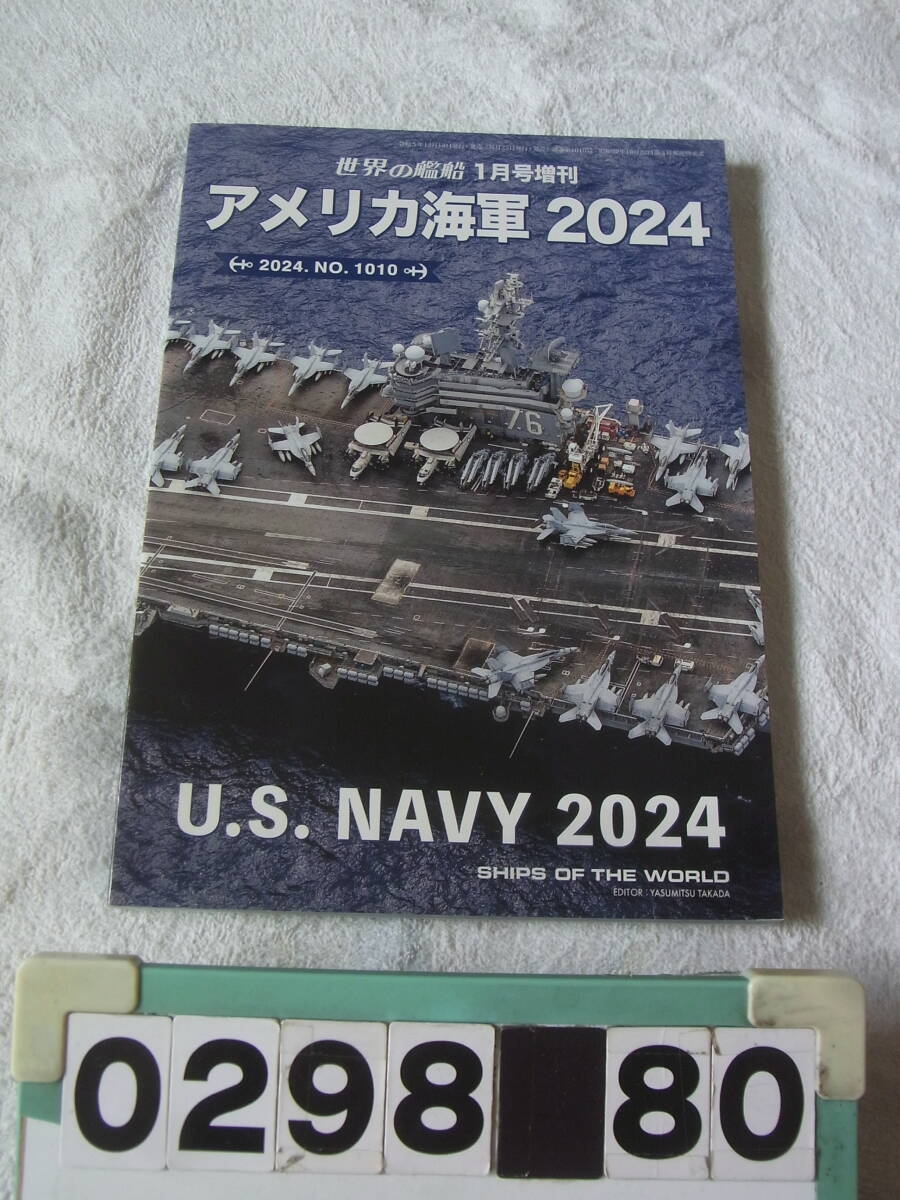 世界の艦船 1月号増刊
アメリカ海軍 2024
2024. NO. 1010
76
U.S. NAVY 2024
SHIPS OF THE WORLD
EDITOR : YASUMITSU TAKADA
0298 80